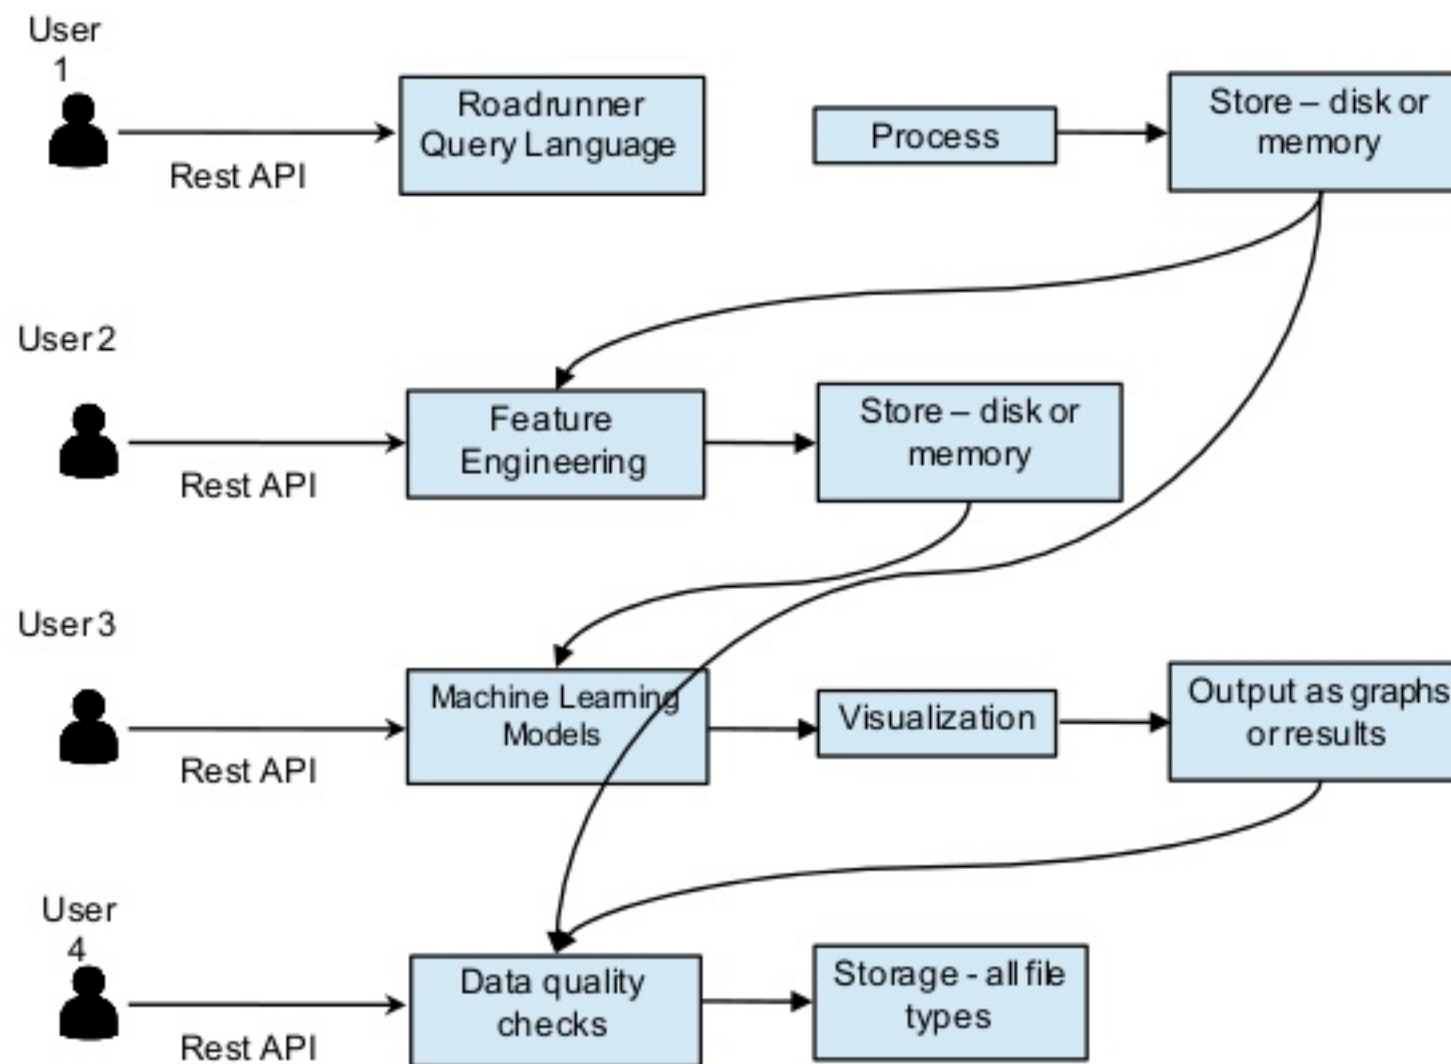 User
1
Rest API
Roadrunner
Query Language
Process
Store – disk or
memory
User 2
Rest API
Feature
Engineering
Store – disk or
memory
User 3
Rest API
Machine Learning
Models
Visualization
Output as graphs
or results
User
4
Rest API
Data quality
checks
Storage - all file
types